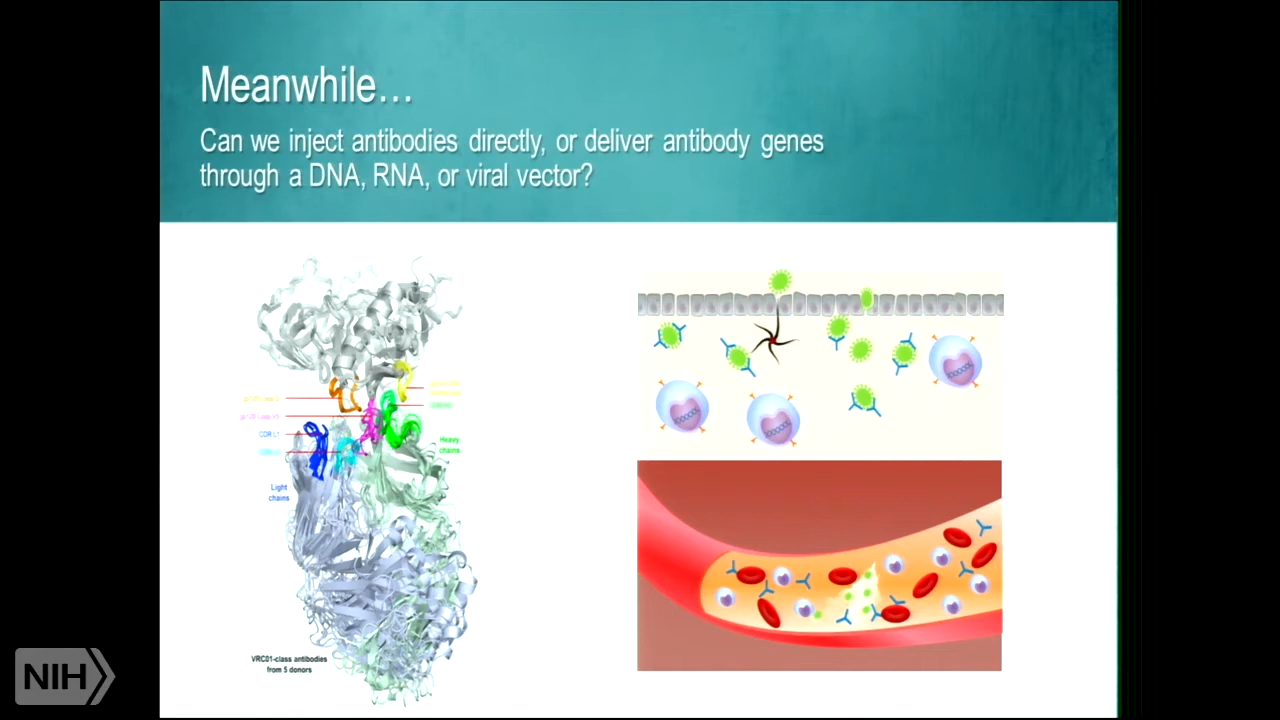 Meanwhile…
Can we inject antibodies directly, or deliver antibody genes
through a DNA, RNA, or viral vector?
CDR L1
Heavy
chains
Light
chains
VRC01-class antibodies
from 5 donors
NIH